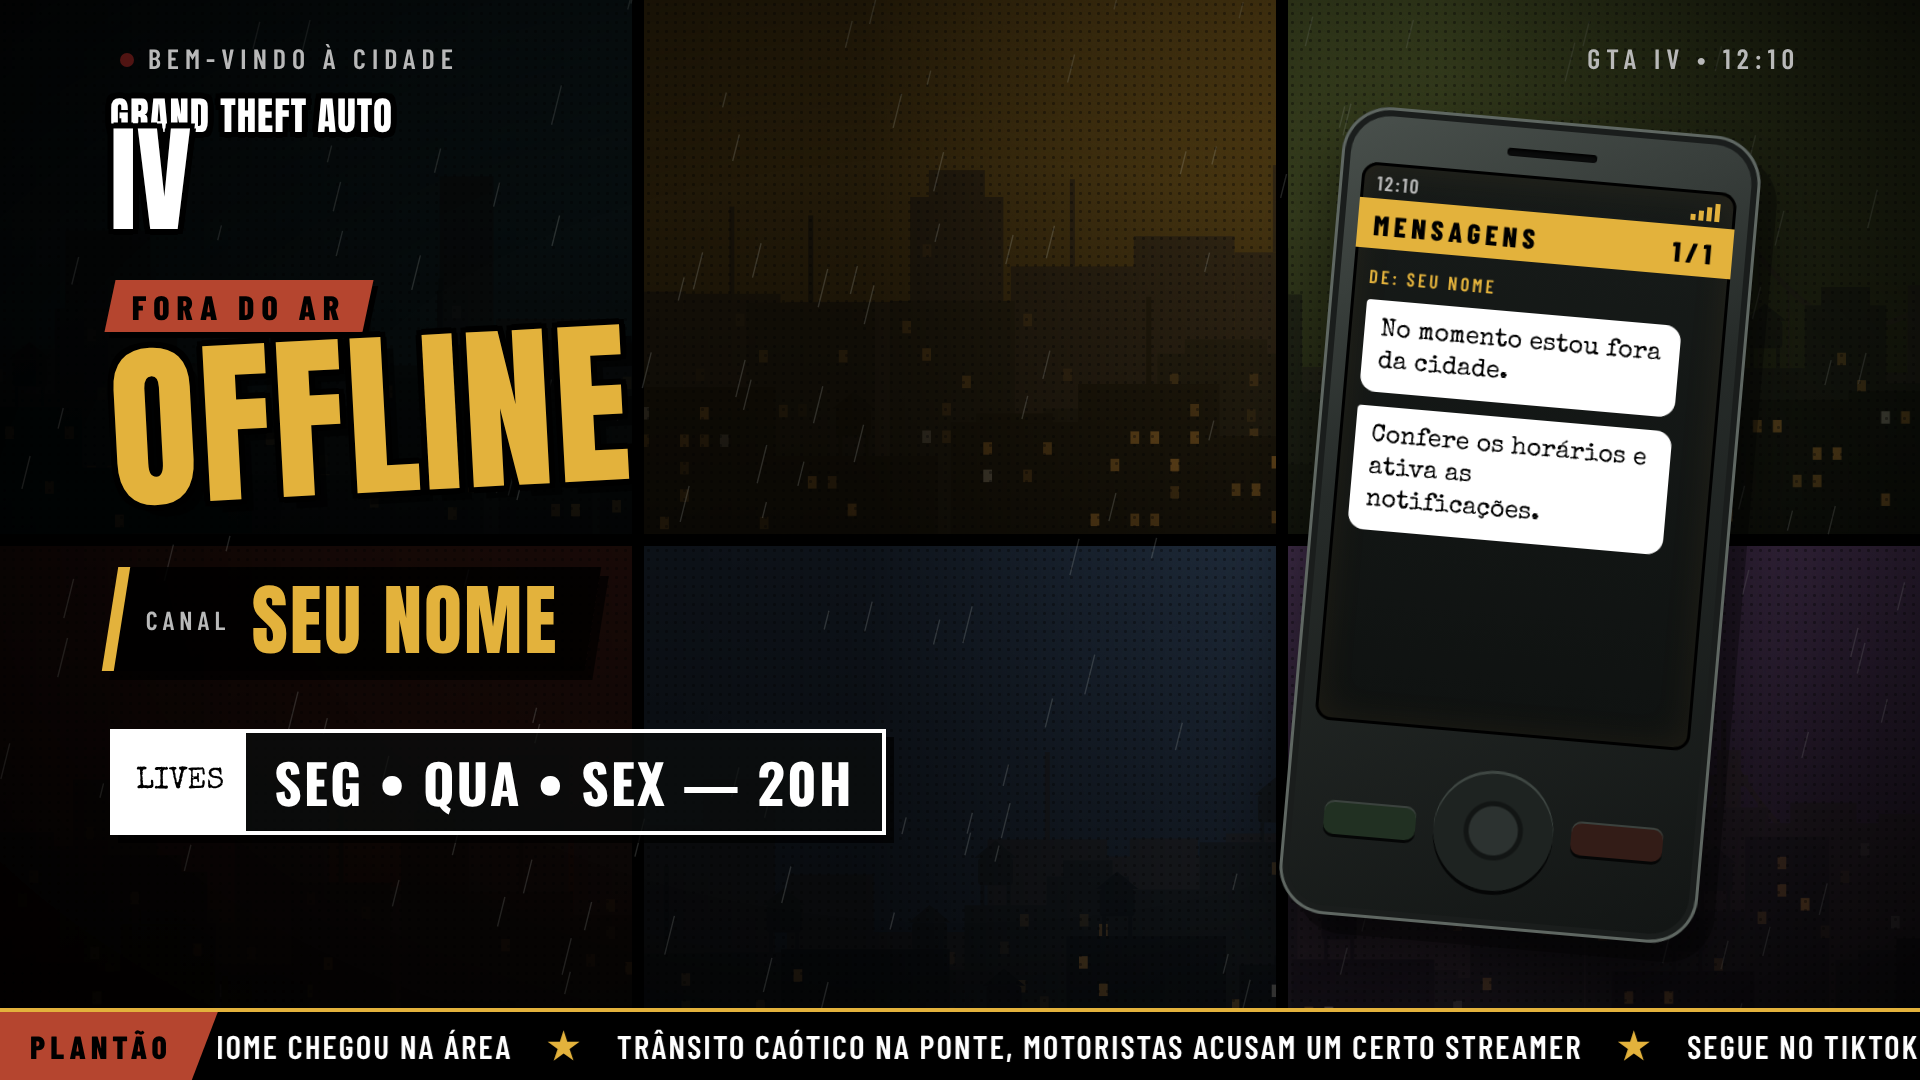 BEM-VINDO À CIDADE
GTA IV • 12:10
GRAND THEFT AUTO
IV
FORA DO AR
OFFLINE
CANAL SEU NOME
LIVES SEG • QUA • SEX — 20H
12:10
MENSAGENS 1/1
DE: SEU NOME
No momento estou fora
da cidade.
Confere os horários e
ativa as
notificações.
PLANTÃO CHEGOU NA ÁREA ★ TRÂNSITO CAÓTICO NA PONTE, MOTORISTAS ACUSAM UM CERTO STREAMER ★ SEGUE NO TIKTOK